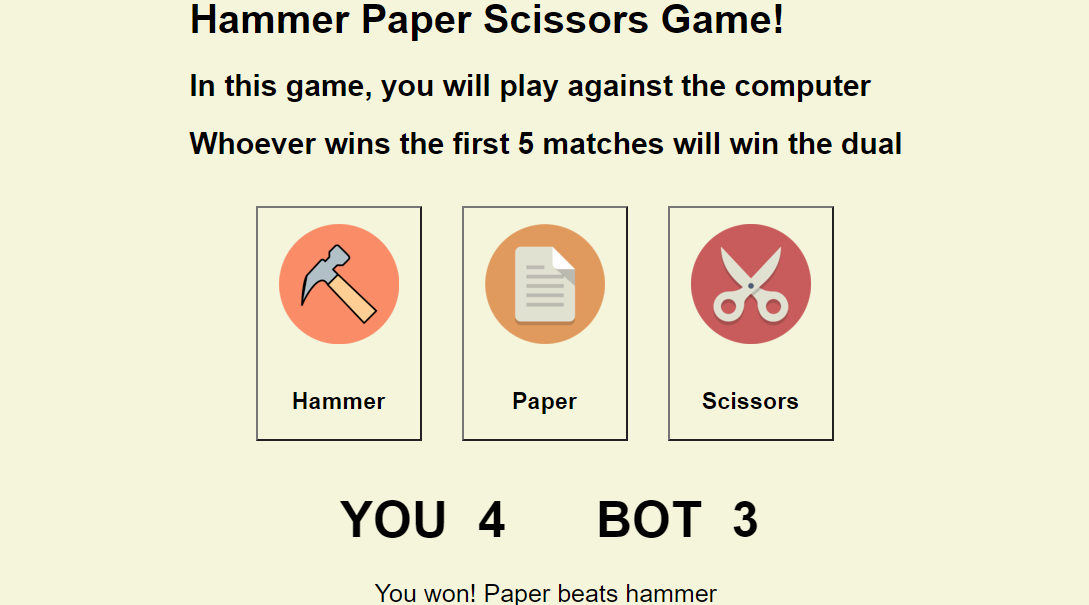 Hammer Paper Scissors Game!
In this game, you will play against the computer
Whoever wins the first 5 matches will win the dual
Hammer Paper Scissors
YOU 4 BOT 3
You won! Paper beats hammer